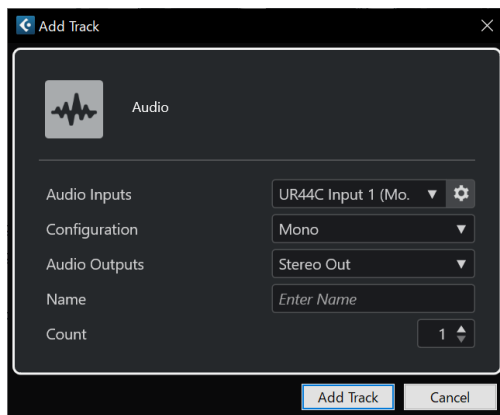 Add Track
Audio
Audio Inputs UR44C Input 1 (Mo.
Configuration Mono
Audio Outputs Stereo Out
Name Enter Name
Count 1
Add Track Cancel